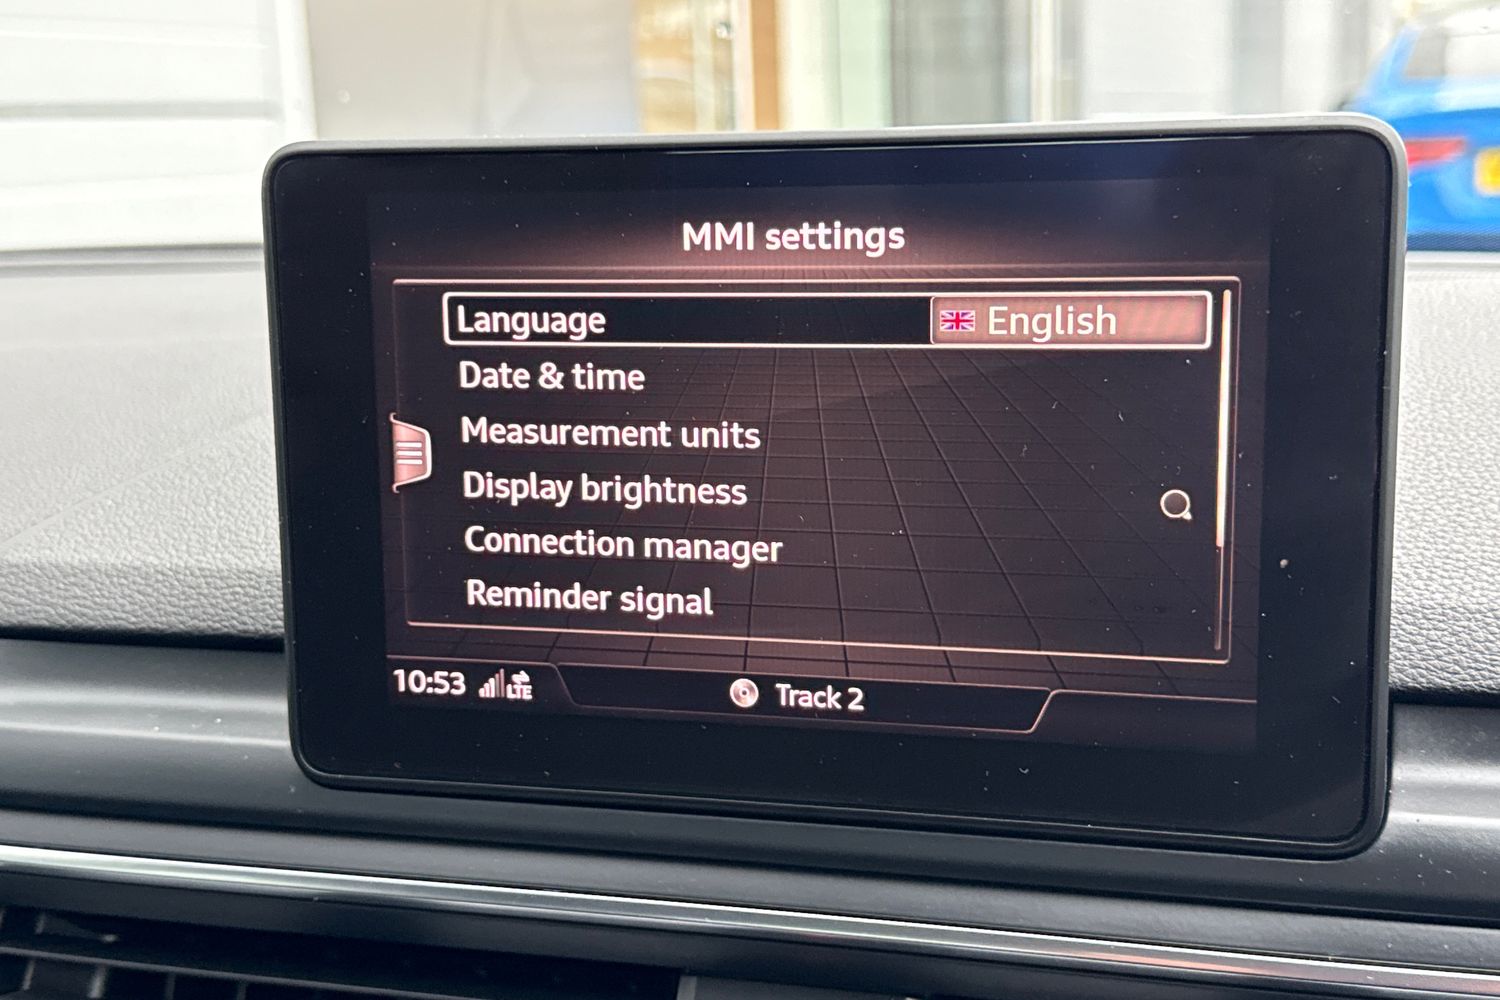 MMI settings
Language English
Date & time
Measurement units
Display brightness
Connection manager
Reminder signal
10:53 LTE Track 2